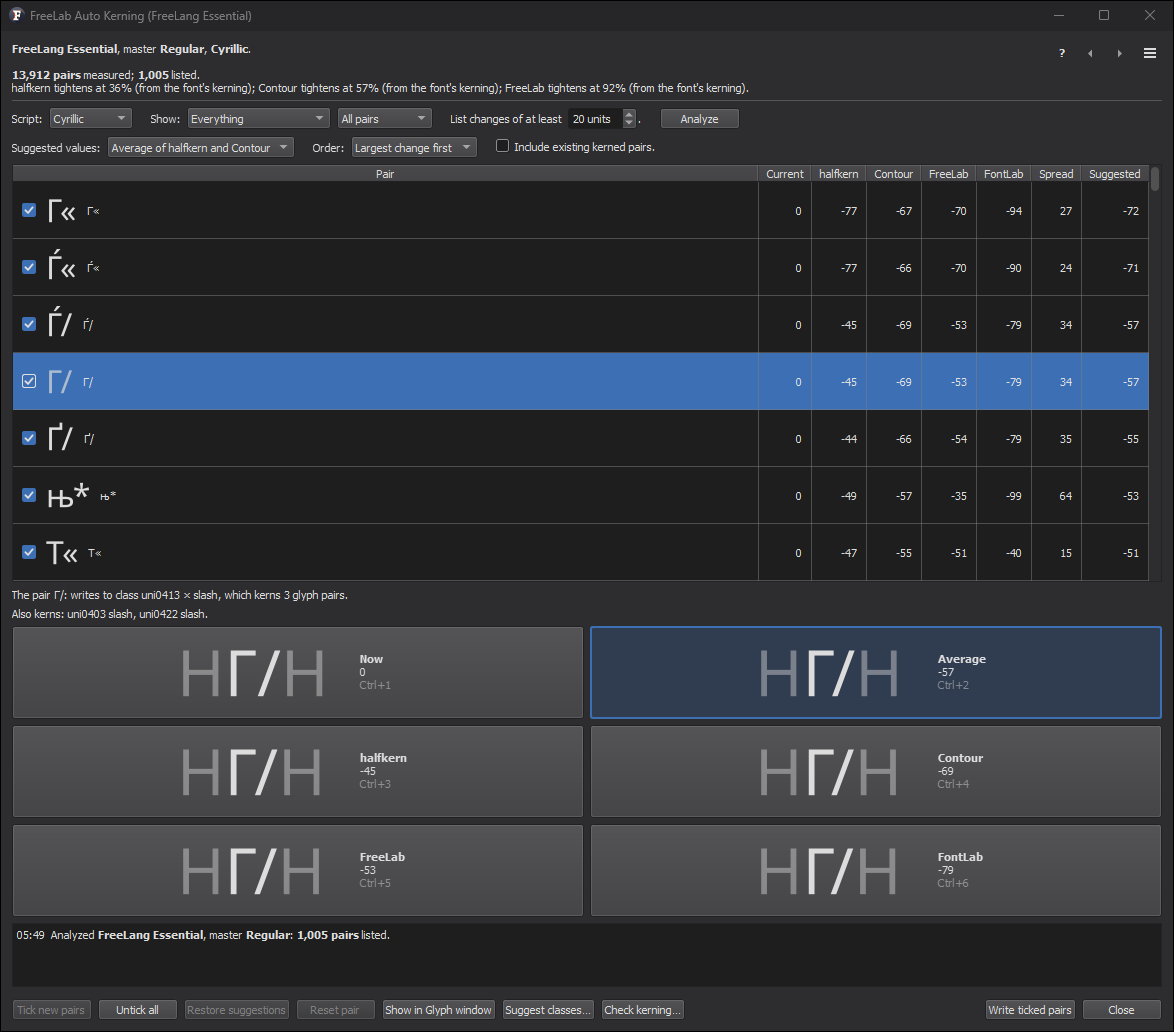 FreeLab Auto Kerning (FreeLang Essential)
FreeLang Essential, master Regular, Cyrillic.
?
13,912 pairs measured; 1,005 listed.
halfkern tightens at 36% (from the font's kerning); Contour tightens at 57% (from the font's kerning); FreeLab tightens at 92% (from the font's kerning).
Script: Cyrillic Show: Everything All pairs List changes of at least 20 units . Analyze
Suggested values: Average of halfkern and Contour Order: Largest change first Include existing kerned pairs.
Pair Current halfkern Contour FreeLab FontLab Spread Suggested
Г« Г« 0 -77 -67 -70 -94 27 -72
Ѓ« Ѓ« 0 -77 -66 -70 -90 24 -71
Ѓ/ Ѓ/ 0 -45 -69 -53 -79 34 -57
Г/ Г/ 0 -45 -69 -53 -79 34 -57
Ґ/ Ґ/ 0 -44 -66 -54 -79 35 -55
њ* њ* 0 -49 -57 -35 -99 64 -53
Т« Т« 0 -47 -55 -51 -40 15 -51
The pair Г/: writes to class uni0413 × slash, which kerns 3 glyph pairs.
Also kerns: uni0403 slash, uni0422 slash.
НГ/Н Now
0
Ctrl+1
НГ/Н Average
-57
Ctrl+2
НГ/Н halfkern
-45
Ctrl+3
НГ/Н Contour
-69
Ctrl+4
НГ/Н FreeLab
-53
Ctrl+5
НГ/Н FontLab
-79
Ctrl+6
05:49 Analyzed FreeLang Essential, master Regular: 1,005 pairs listed.
Tick new pairs Untick all Restore suggestions Reset pair Show in Glyph window Suggest classes... Check kerning... Write ticked pairs Close